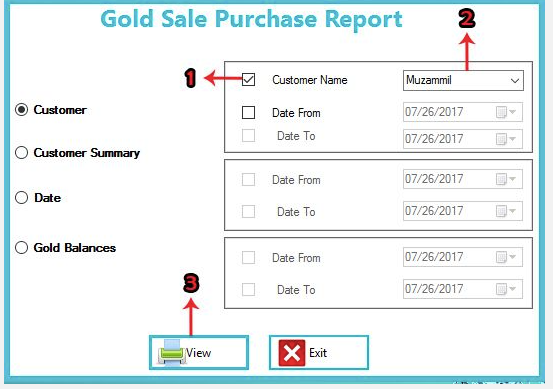 Gold Sale Purchase Report
2
1
Customer Name
Muzammil
Customer
Date From
07/26/2017
Date To
07/26/2017
Customer Summary
Date From
07/26/2017
Date
Date To
07/26/2017
Gold Balances
Date From
07/26/2017
3
Date To
07/26/2017
View
Exit